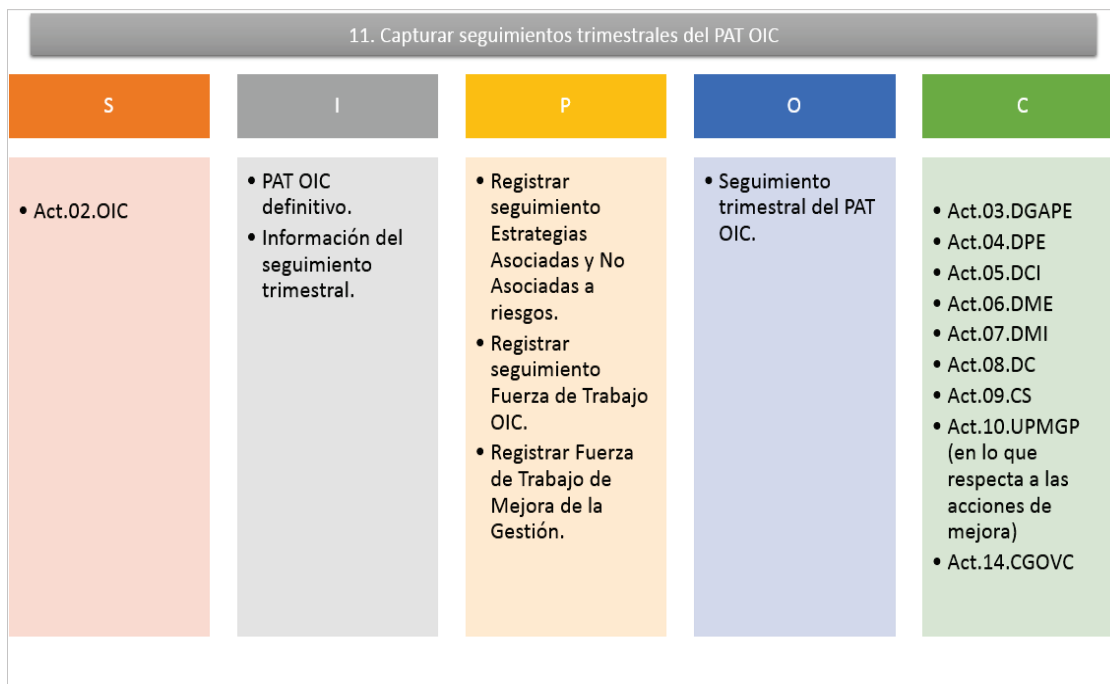 11. Capturar seguimientos trimestrales del PAT OIC
S
I
P
O
C
• Act.02.OIC
• PAT OIC
definitivo.
• Información del
seguimiento
trimestral.
• Registrar
seguimiento
Estrategias
Asociadas y No
Asociadas a
riesgos.
• Registrar
seguimiento
Fuerza de Trabajo
OIC.
• Registrar Fuerza
de Trabajo de
Mejora de la
Gestión.
• Seguimiento
trimestral del PAT
OIC.
• Act.03.DGAPE
• Act.04.DPE
• Act.05.DCI
• Act.06.DME
• Act.07.DMI
• Act.08.DC
• Act.09.CS
• Act.10.UPMGP
(en lo que
respecta a las
acciones de
mejora)
• Act.14.CGOVC